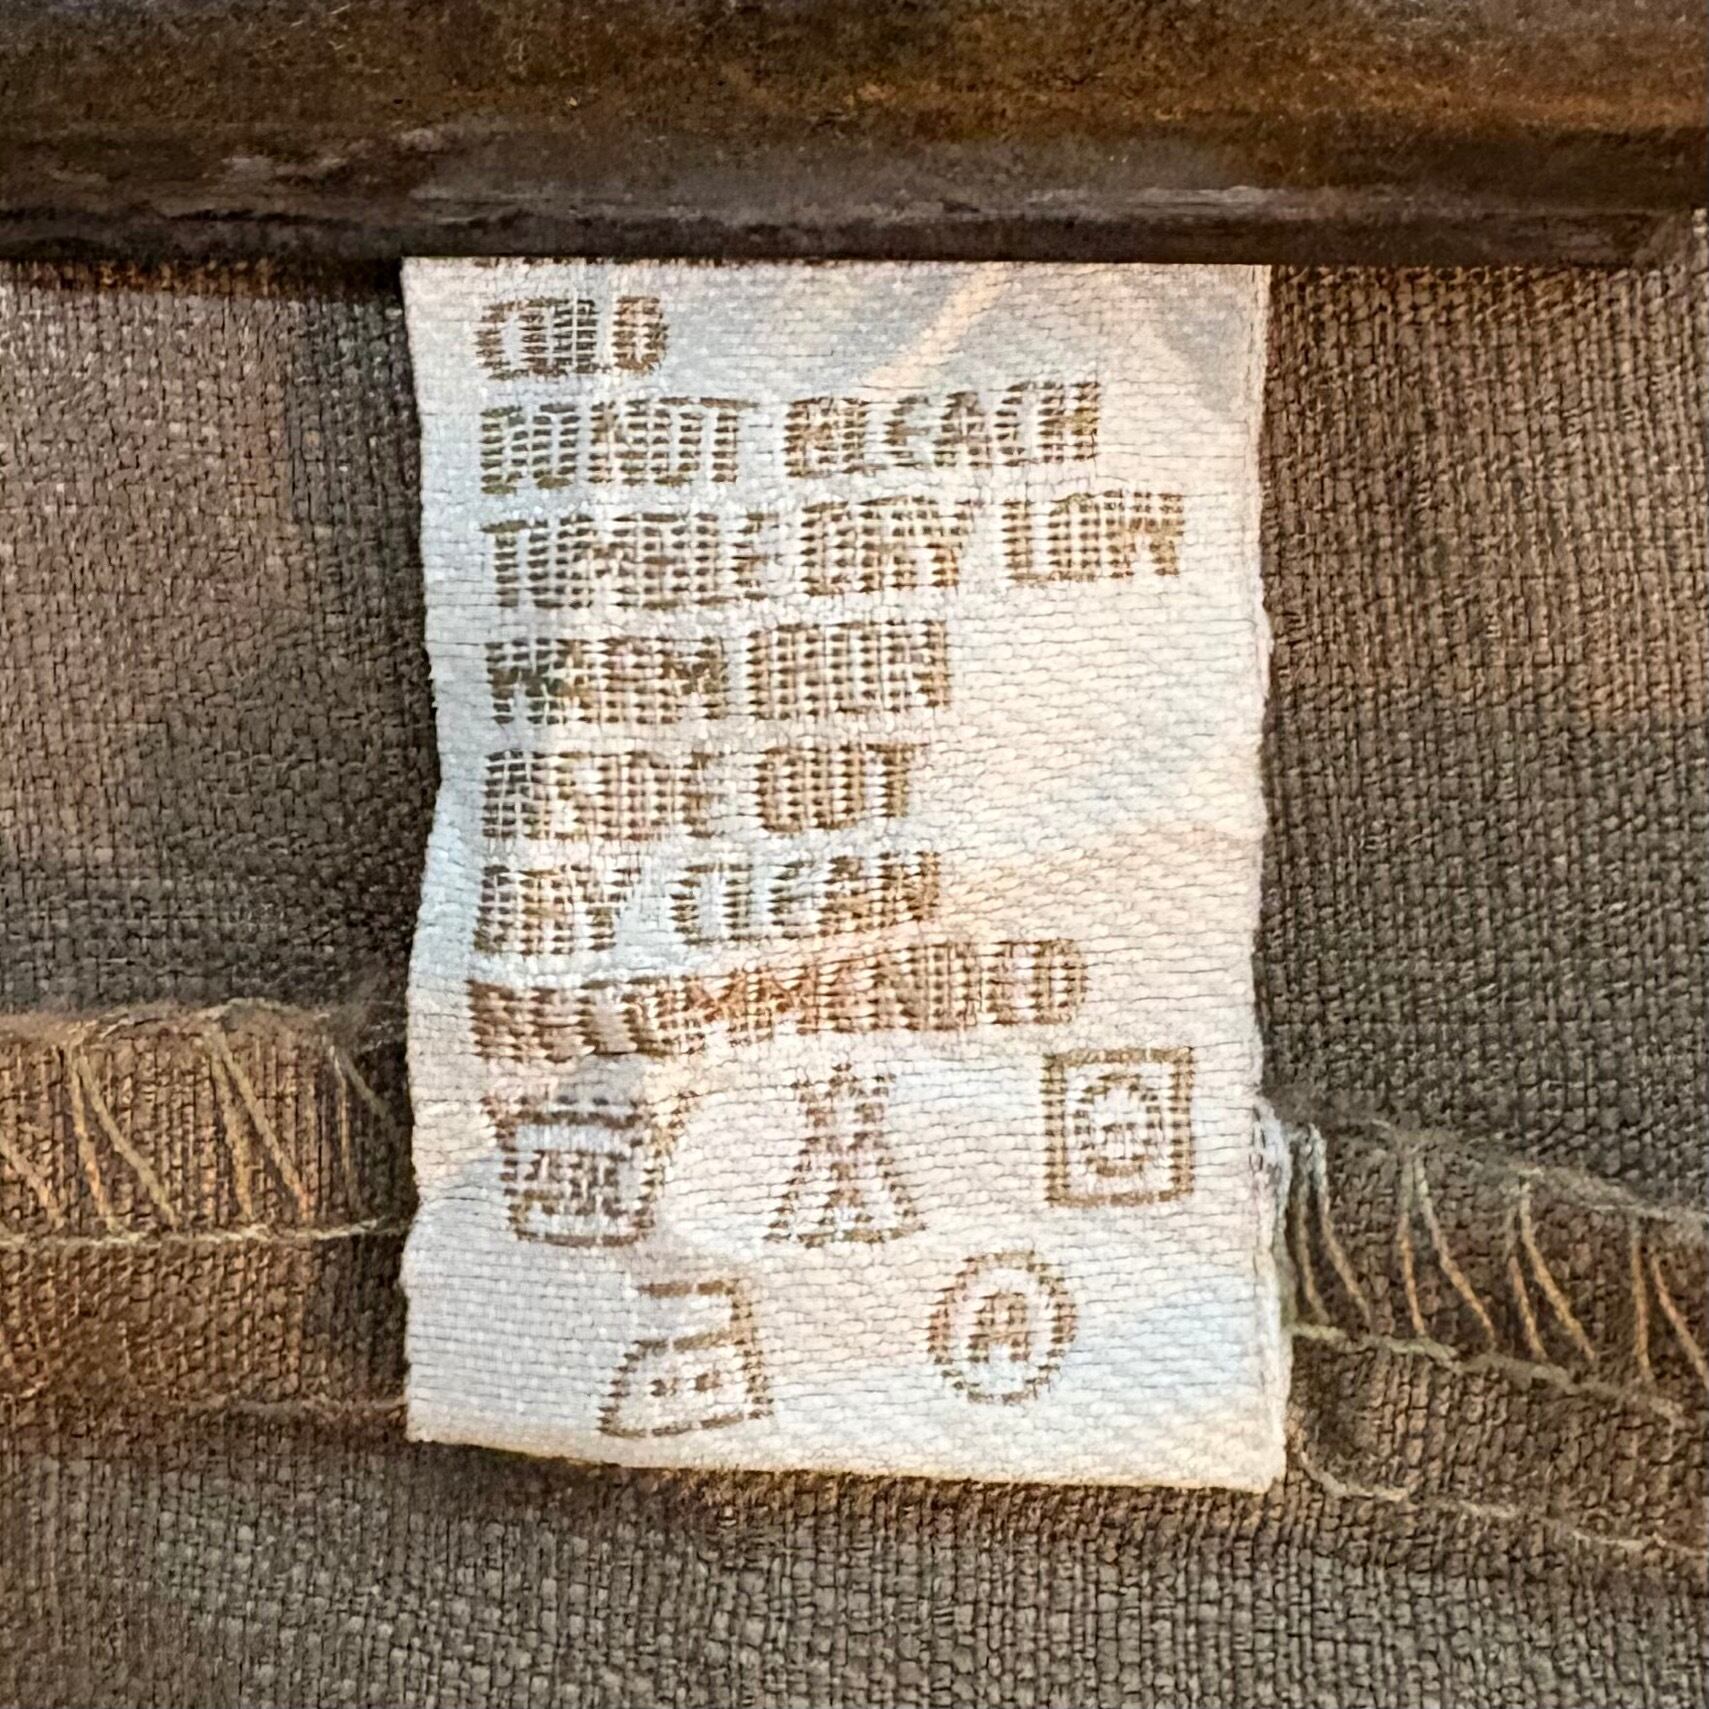 COLD
DO NOT BLEACH
TUMBLE DRY LOW
WARM IRON
INSIDE OUT
DRY CLEAN
RECOMMENDED